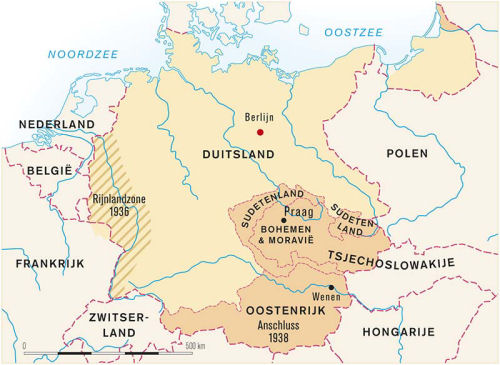 OOSTZEE
NOORDZEE
Berlijn
NEDERLAND
DUITSLAND
POLEN
BELGIË
Rijnlandzone
1936
SUDETENLAND
Praag
SUDETEN
LAND
BOHEMEN
& MORAVIË
TSJECHOSLOWAKIJE
FRANKRIJK
Wenen
ZWITSER-
LAND
OOSTENRIJK
Anschluss
1938
HONGARIJE
0
500 km